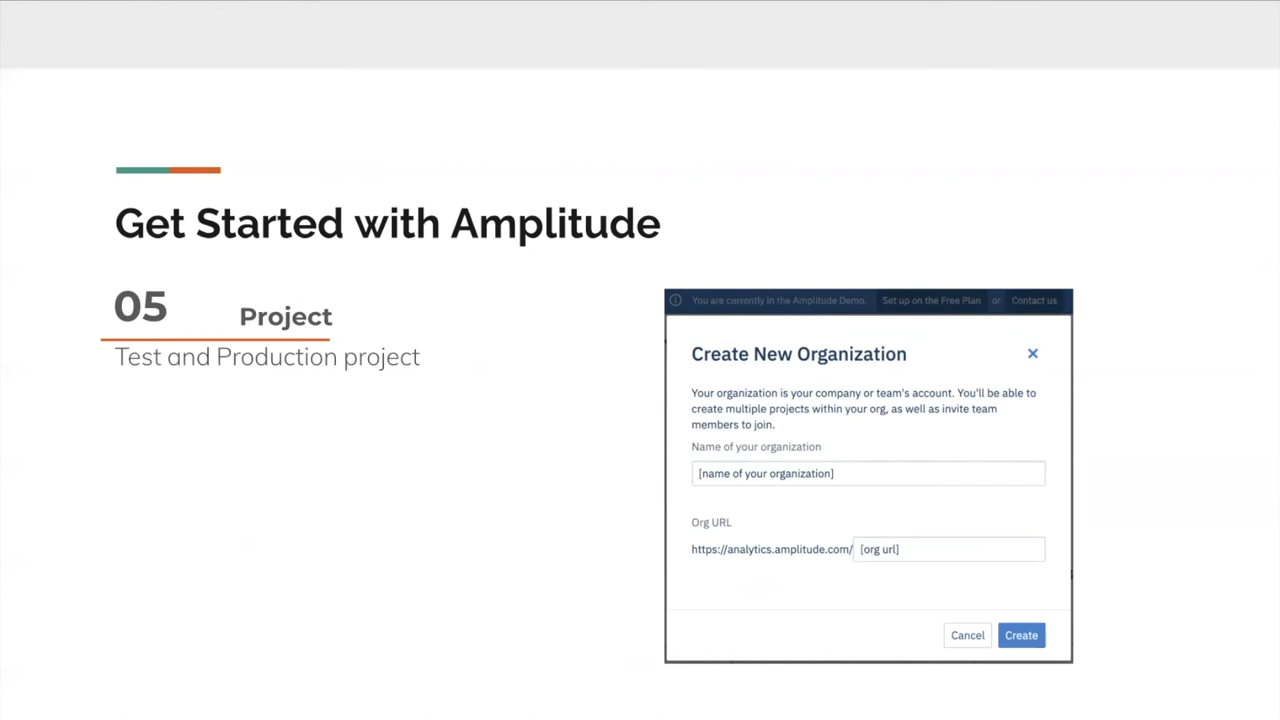 Get Started with Amplitude
05 Project
Test and Production project
You are currently in the Amplitude Demo. Set up on the Free Plan or Contact us
Create New Organization
Your organization is your company or team's account. You'll be able to
create multiple projects within your org, as well as invite team
members to join.
Name of your organization
[name of your organization]
Org URL
https://analytics.amplitude.com/ [org url]
Cancel Create